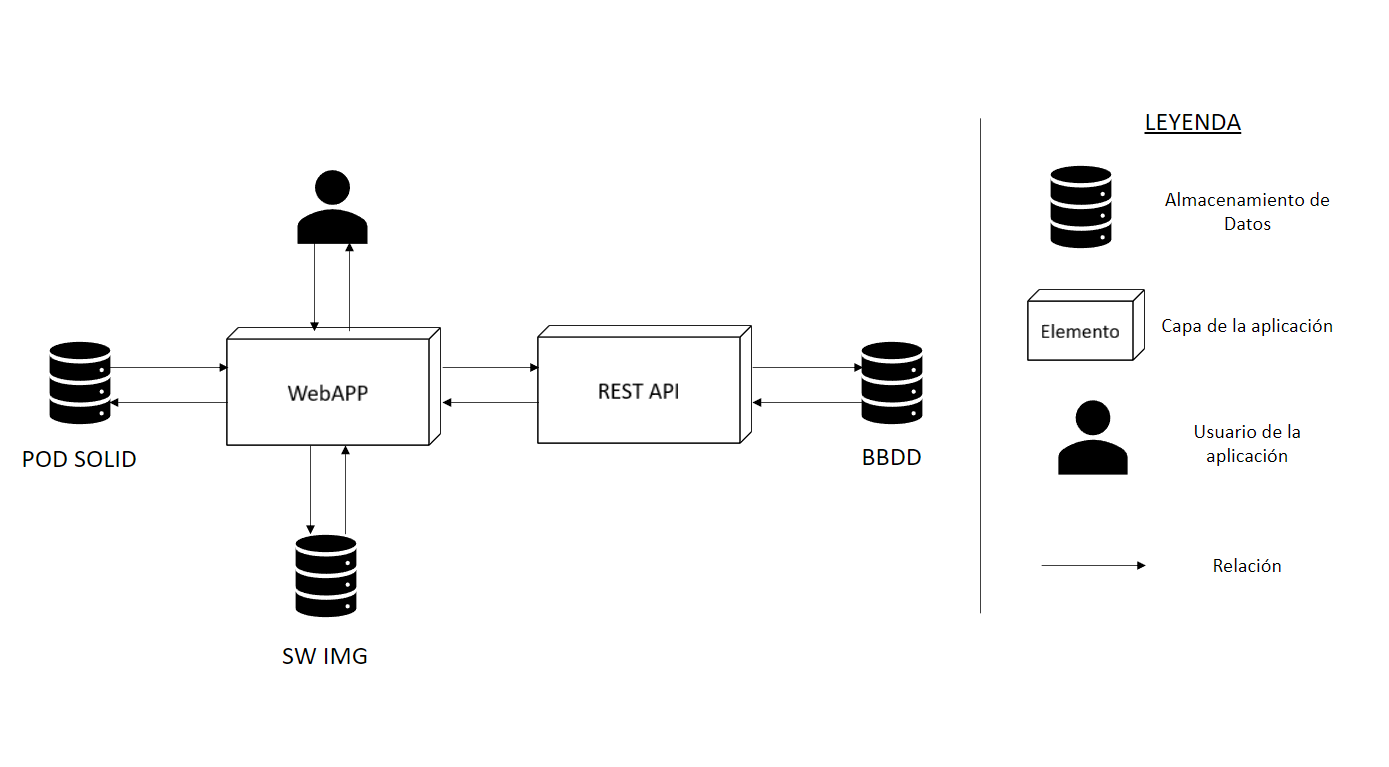 POD SOLID
WebAPP
SW IMG
REST API
BBDD
LEYENDA
Almacenamiento de
Datos
Elemento
Capa de la aplicación
Usuario de la
aplicación
Relación